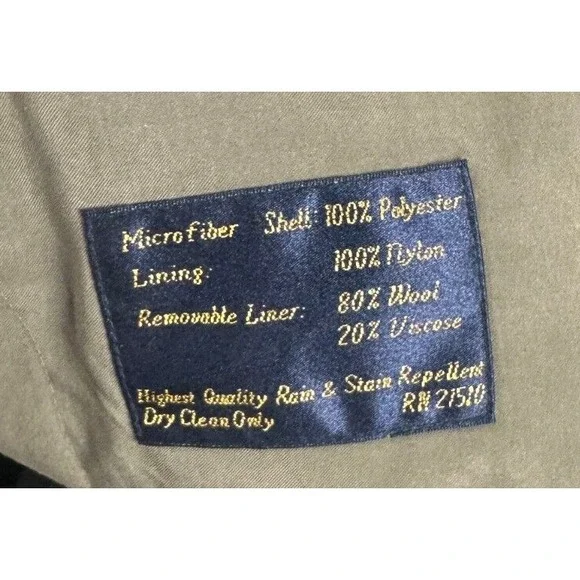 Microfiber Shell: 100% Polyester
Lining: 100% Nylon
Removable Liner: 80% Wool
20% Viscose
Highest Quality Rain & Stain Repellent
Dry Clean Only RN 21510